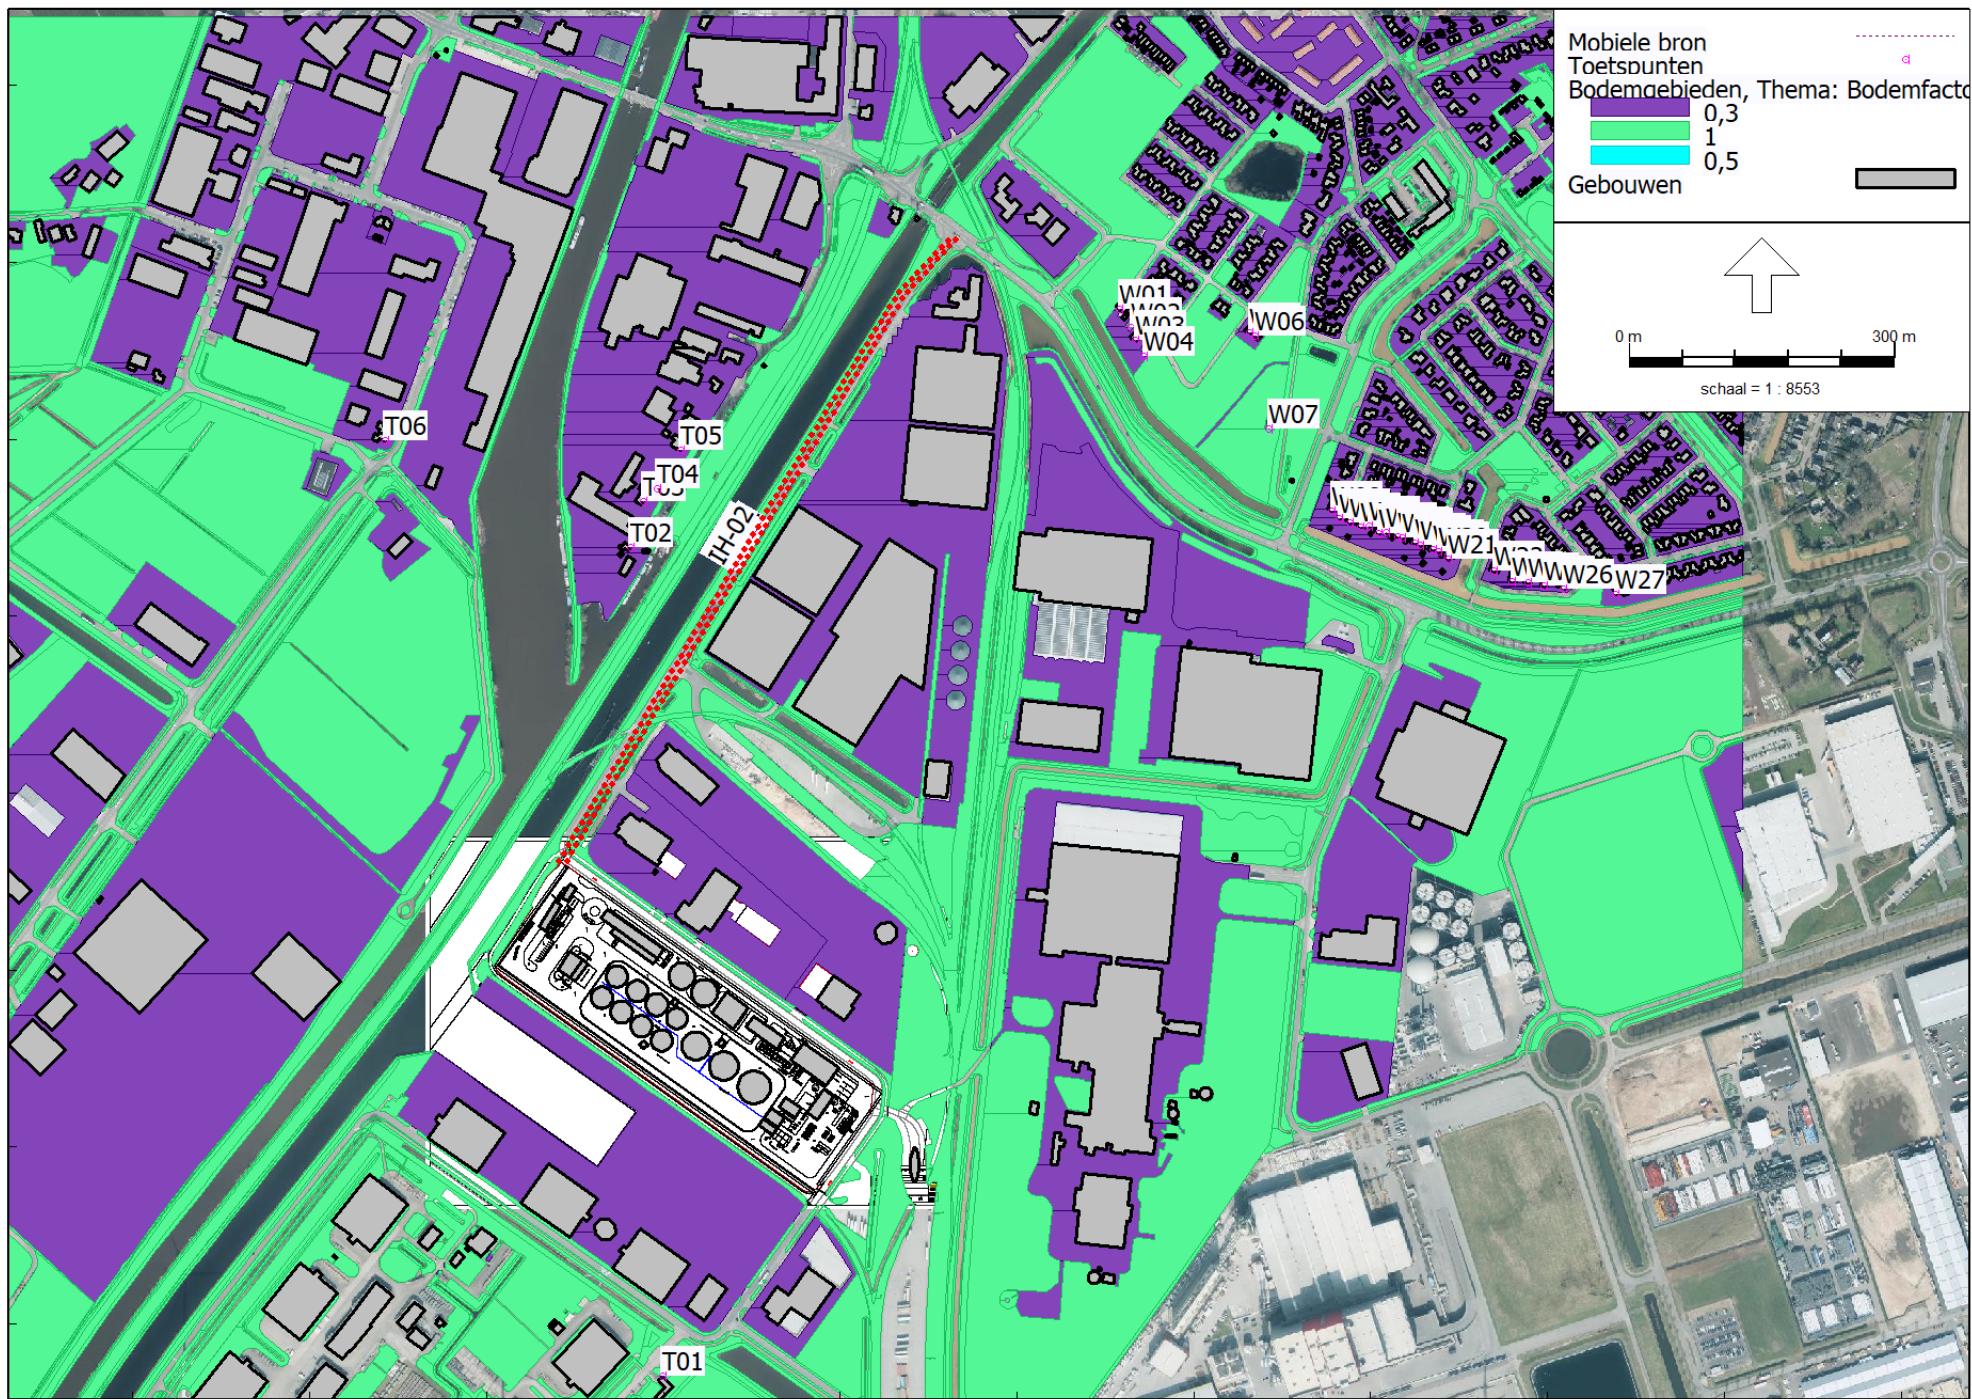 Mobiele bron
Toetspunten
Bodemgebieden, Thema: Bodemfacto
0,3
1
0,5
Gebouwen
0 m
300 m
schaal = 1 : 8553
W01
W03
W04
W06
W07
T06
T05
T04
T02
IH-02
W21
W26
W27
T01